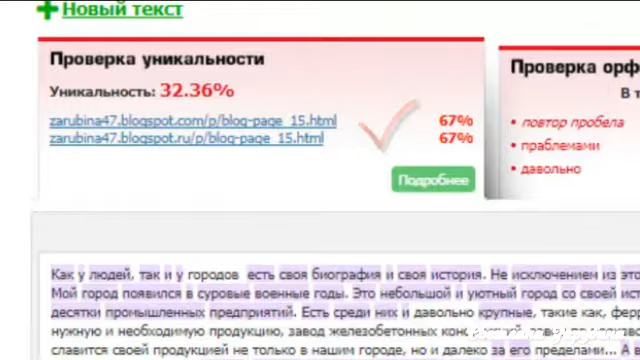 Новый текст
Проверка уникальности
Уникальность: 32.36%
zarubina47.blogspot.com/p/blog-page_15.html 67%
zarubina47.blogspot.ru/p/blog-page_15.html 67%
Подробнее
Проверка орф
В т
• повтор пробела
• праблемами
• давольно
Как у людей, так и у городов есть своя биография и своя история. Не исключением из это
Мой город появился в суровые военные годы. Это небольшой и уютный город со своей ист
десятки промышленных предприятий. Есть среди них и давольно крупные, такие как, ферр
нужную и необходимую продукцию, завод железобетонных конс
славится своей продукцией не только в нашем городе, но и далеко за его пределами... А в